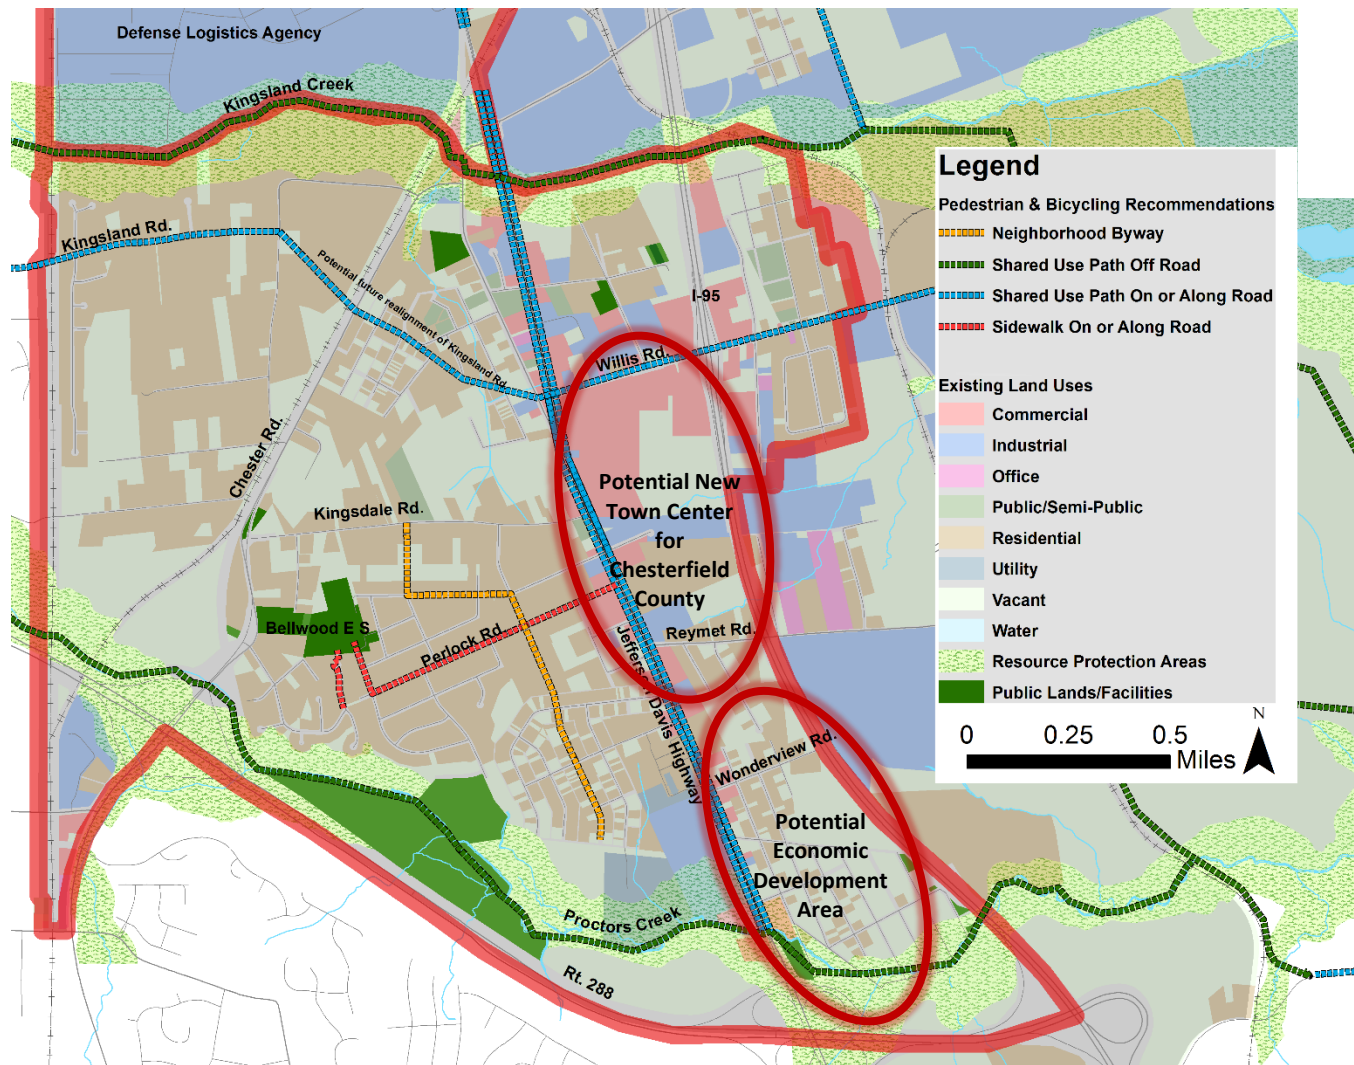 Defense Logistics Agency
Kingsland Creek
Kingsland Rd.
Potential future realignment of Kingsland Rd.
I-95
Willis Rd.
Chester Rd.
Kingsdale Rd.
Potential New
Town Center
for
Chesterfield
County
Bellwood E S
Perlock Rd.
Reymet Rd.
Jefferson Davis Highway
Wonderview Rd.
Potential
Economic
Development
Area
Proctors Creek
Rt. 288
Legend
Pedestrian & Bicycling Recommendations
Neighborhood Byway
Shared Use Path Off Road
Shared Use Path On or Along Road
Sidewalk On or Along Road
Existing Land Uses
Commercial
Industrial
Office
Public/Semi-Public
Residential
Utility
Vacant
Water
Resource Protection Areas
Public Lands/Facilities
N
0 0.25 0.5
Miles